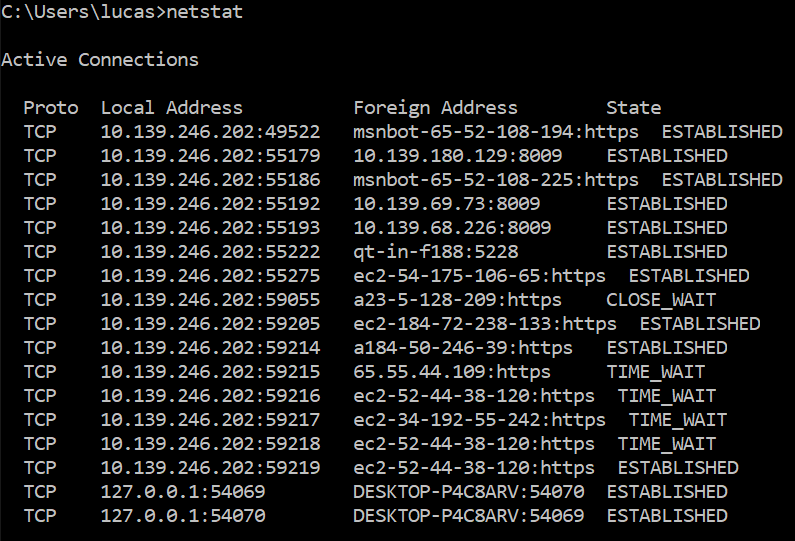 C:\Users\lucas>netstat
Active Connections
Proto  Local Address          Foreign Address        State
TCP    10.139.246.202:49522   msnbot-65-52-108-194:https  ESTABLISHED
TCP    10.139.246.202:55179   10.139.180.129:8009    ESTABLISHED
TCP    10.139.246.202:55186   msnbot-65-52-108-225:https  ESTABLISHED
TCP    10.139.246.202:55192   10.139.69.73:8009      ESTABLISHED
TCP    10.139.246.202:55193   10.139.68.226:8009     ESTABLISHED
TCP    10.139.246.202:55222   qt-in-f188:5228        ESTABLISHED
TCP    10.139.246.202:55275   ec2-54-175-106-65:https  ESTABLISHED
TCP    10.139.246.202:59055   a23-5-128-209:https    CLOSE_WAIT
TCP    10.139.246.202:59205   ec2-184-72-238-133:https  ESTABLISHED
TCP    10.139.246.202:59214   a184-50-246-39:https   ESTABLISHED
TCP    10.139.246.202:59215   65.55.44.109:https     TIME_WAIT
TCP    10.139.246.202:59216   ec2-52-44-38-120:https  TIME_WAIT
TCP    10.139.246.202:59217   ec2-34-192-55-242:https  TIME_WAIT
TCP    10.139.246.202:59218   ec2-52-44-38-120:https  TIME_WAIT
TCP    10.139.246.202:59219   ec2-52-44-38-120:https  ESTABLISHED
TCP    127.0.0.1:54069        DESKTOP-P4C8ARV:54070  ESTABLISHED
TCP    127.0.0.1:54070        DESKTOP-P4C8ARV:54069  ESTABLISHED